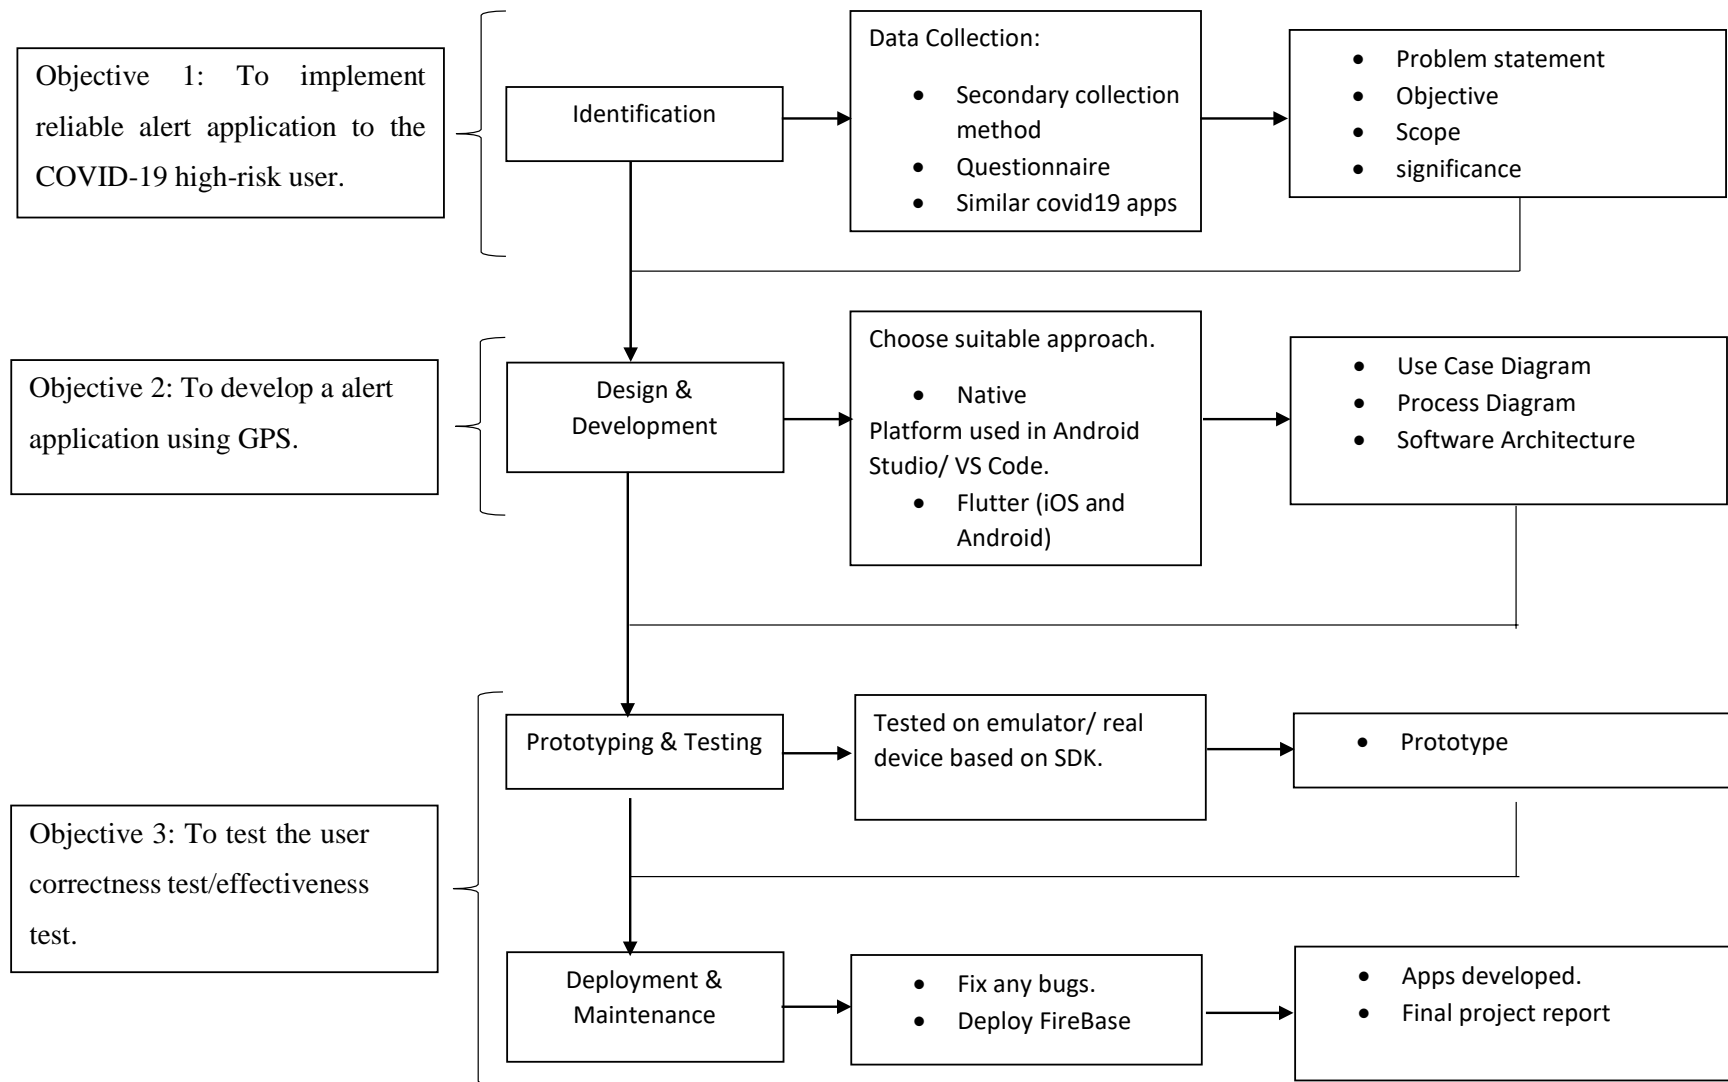 Objective 1: To implement
reliable alert application to the
COVID-19 high-risk user.
Identification
Data Collection:
• Secondary collection
method
• Questionnaire
• Similar covid19 apps
• Problem statement
• Objective
• Scope
• significance
Objective 2: To develop a alert
application using GPS.
Design &
Development
Choose suitable approach.
• Native
Platform used in Android
Studio/ VS Code.
• Flutter (iOS and
Android)
• Use Case Diagram
• Process Diagram
• Software Architecture
Objective 3: To test the user
correctness test/effectiveness
test.
Prototyping & Testing
Tested on emulator/ real
device based on SDK.
• Prototype
Deployment &
Maintenance
• Fix any bugs.
• Deploy FireBase
• Apps developed.
• Final project report